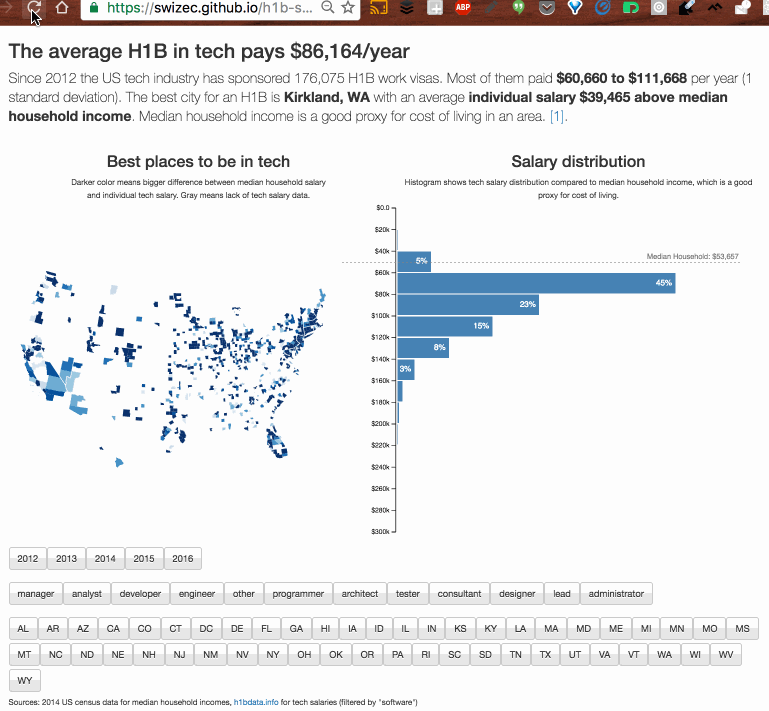 https://swizec.github.io/h1b-s...
ABP
The average H1B in tech pays $86,164/year
Since 2012 the US tech industry has sponsored 176,075 H1B work visas. Most of them paid $60,660 to $111,668 per year (1
standard deviation). The best city for an H1B is Kirkland, WA with an average individual salary $39,465 above median
household income. Median household income is a good proxy for cost of living in an area. [1].
Best places to be in tech
Darker color means bigger difference between median household salary
and individual tech salary. Gray means lack of tech salary data.
Salary distribution
Histogram shows tech salary distribution compared to median household income, which is a good
proxy for cost of living.
$0.0
$20k
$40k
Median Household: $53,657
5%
$60k
45%
$80k
23%
$100k
15%
$120k
8%
$140k
3%
$160k
$180k
$200k
$220k
$240k
$260k
$280k
$300k
2012 2013 2014 2015 2016
manager analyst developer engineer other programmer architect tester consultant designer lead administrator
AL AR AZ CA CO CT DC DE FL GA HI IA ID IL IN KS KY LA MA MD ME MI MN MO MS
MT NC ND NE NH NJ NM NV NY OH OK OR PA RI SC SD TN TX UT VA VT WA WI WV
WY
Sources: 2014 US census data for median household incomes, h1bdata.info for tech salaries (filtered by "software")